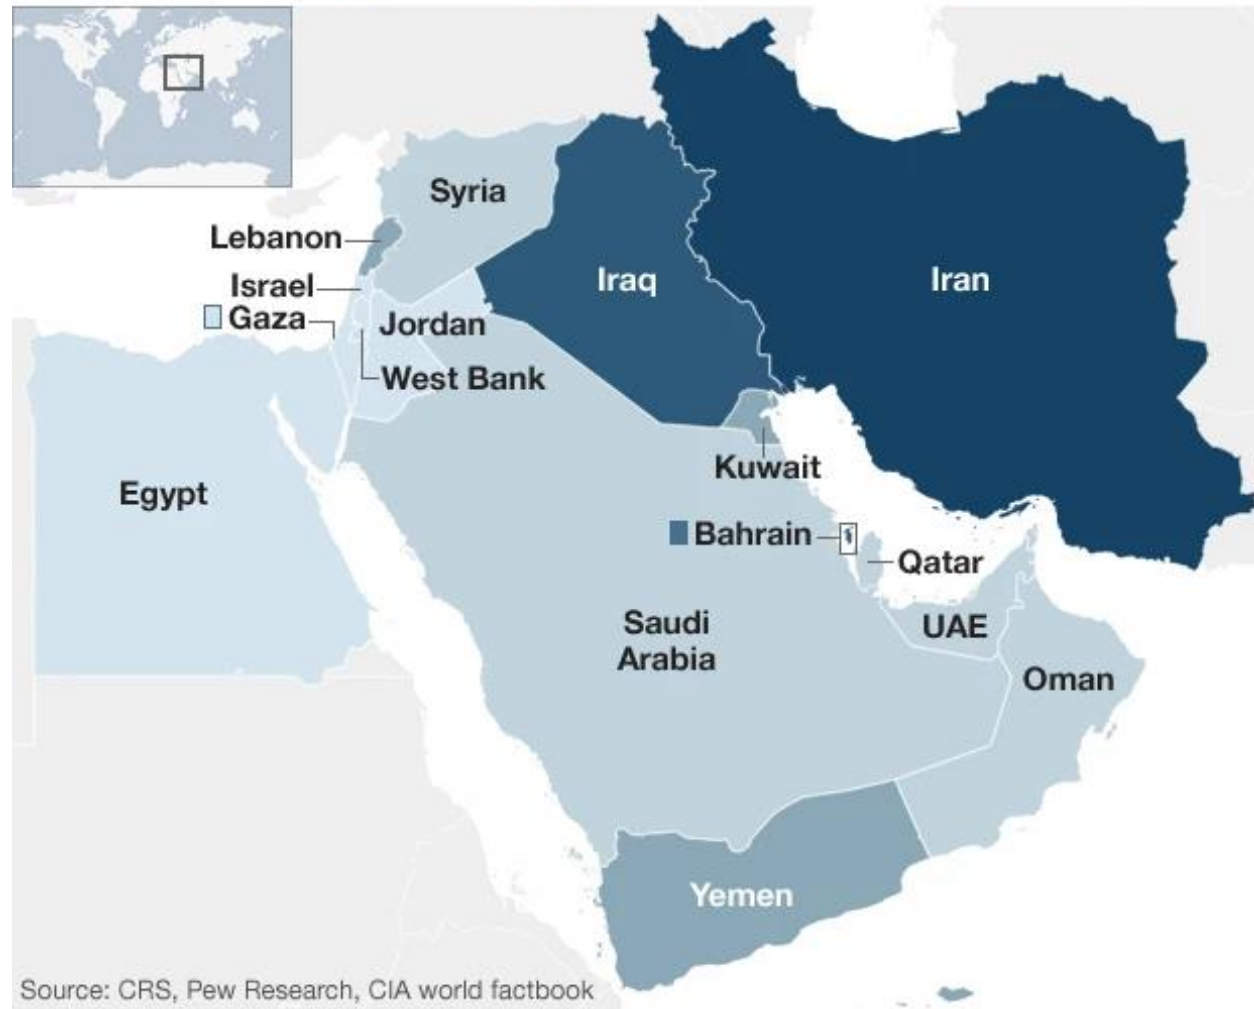 Syria
Lebanon
Iraq
Iran
Israel
Gaza
Jordan
West Bank
Kuwait
Egypt
Bahrain
Qatar
Saudi
Arabia
UAE
Oman
Yemen
Source: CRS, Pew Research, CIA world factbook